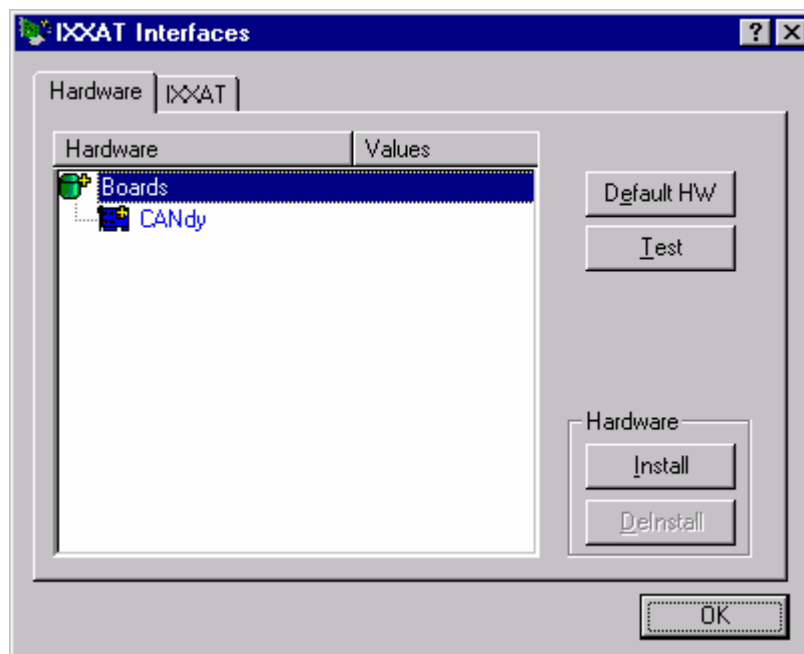 IXXAT Interfaces
Hardware IXXAT
Hardware Values
Boards
CANdy
Default HW
Test
Hardware
Install
DeInstall
OK